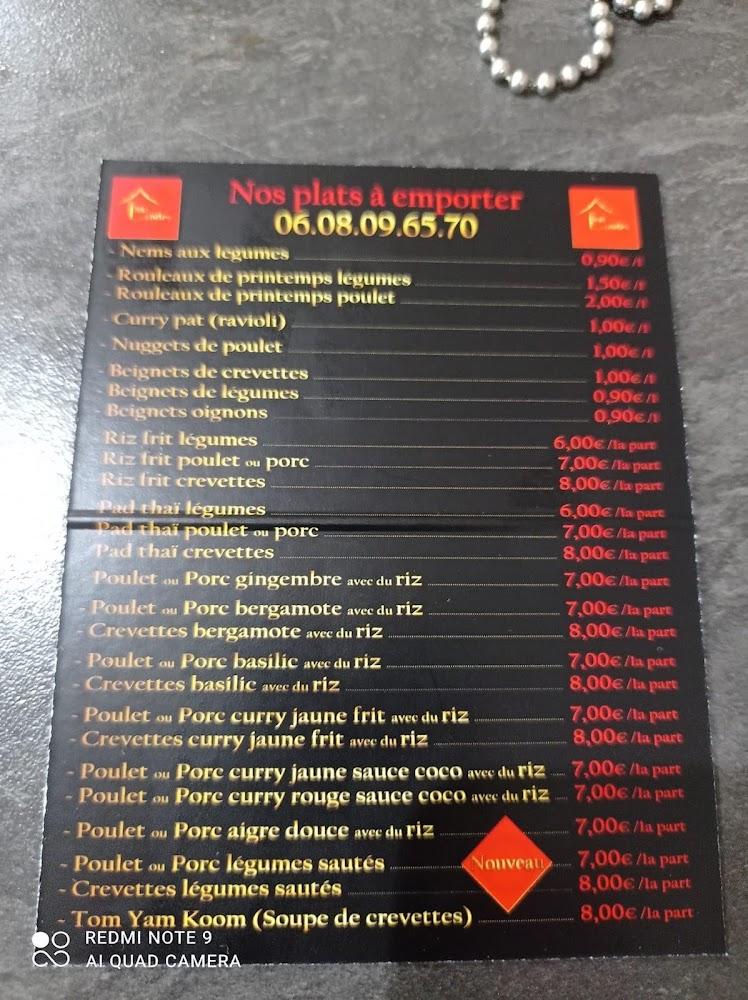 Nos plats à emporter
06.08.09.65.70
- Nems aux légumes 0,90€/1
- Rouleaux de printemps légumes 1,50€/1
- Rouleaux de printemps poulet 2,00€/1
- Curry pat (ravioli) 1,00€/1
- Nuggets de poulet 1,00€/1
- Beignets de crevettes 1,00€/1
- Beignets de légumes 0,90€/1
- Beignets oignons 0,90€/1
- Riz frit légumes 6,00€/la part
- Riz frit poulet ou porc 7,00€/la part
- Riz frit crevettes 8,00€/la part
- Pad thaï légumes 6,00€/la part
- Pad thaï poulet ou porc 7,00€/la part
- Pad thaï crevettes 8,00€/la part
- Poulet ou Porc gingembre avec du riz 7,00€/la part
- Poulet ou Porc bergamote avec du riz 7,00€/la part
- Crevettes bergamote avec du riz 8,00€/la part
- Poulet ou Porc basilic avec du riz 7,00€/la part
- Crevettes basilic avec du riz 8,00€/la part
- Poulet ou Porc curry jaune frit avec du riz 7,00€/la part
- Crevettes curry jaune frit avec du riz 8,00€/la part
- Poulet ou Porc curry jaune sauce coco avec du riz 7,00€/la part
- Poulet ou Porc curry rouge sauce coco avec du riz 7,00€/la part
- Poulet ou Porc aigre douce avec du riz 7,00€/la part
- Poulet ou Porc légumes sautés Nouveau 7,00€/la part
- Crevettes légumes sautés 8,00€/la part
- Tom Yam Koom (Soupe de crevettes) 8,00€/la part
REDMI NOTE 9
AI QUAD CAMERA